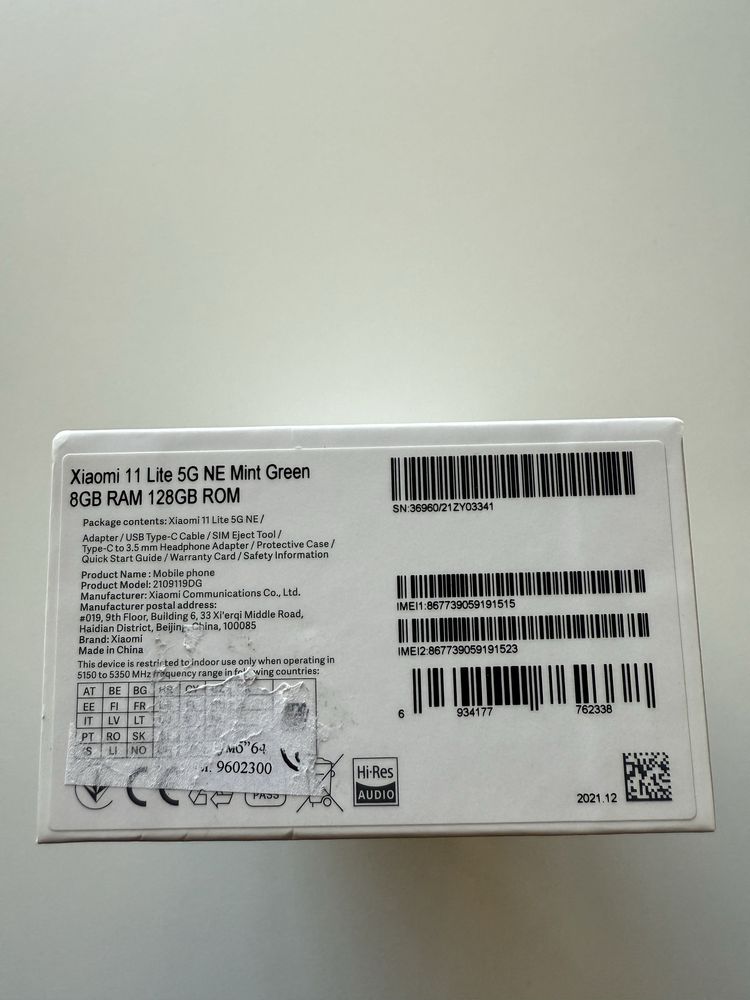 Xiaomi 11 Lite 5G NE Mint Green
8GB RAM 128GB ROM
Package contents: Xiaomi 11 Lite 5G NE /
Adapter / USB Type-C Cable / SIM Eject Tool /
Type-C to 3.5 mm Headphone Adapter / Protective Case /
Quick Start Guide / Warranty Card / Safety Information
Product Name : Mobile phone
Product Model: 2109119DG
Manufacturer: Xiaomi Communications Co., Ltd.
Manufacturer postal address:
#019, 9th Floor, Building 6, 33 Xi'erqi Middle Road,
Haidian District, Beijing, China, 100085
Brand: Xiaomi
Made in China
This device is restricted to indoor use only when operating in
5150 to 5350 MHz frequency range in following countries:
AT BE BG
EE FI FR
IT LV LT
PT RO SK
LI NO
9602300
PASS
SN:36960/21ZY03341
IMEI1:867739059191515
IMEI2:867739059191523
6 934177 762338
Hi-Res
AUDIO
2021.12